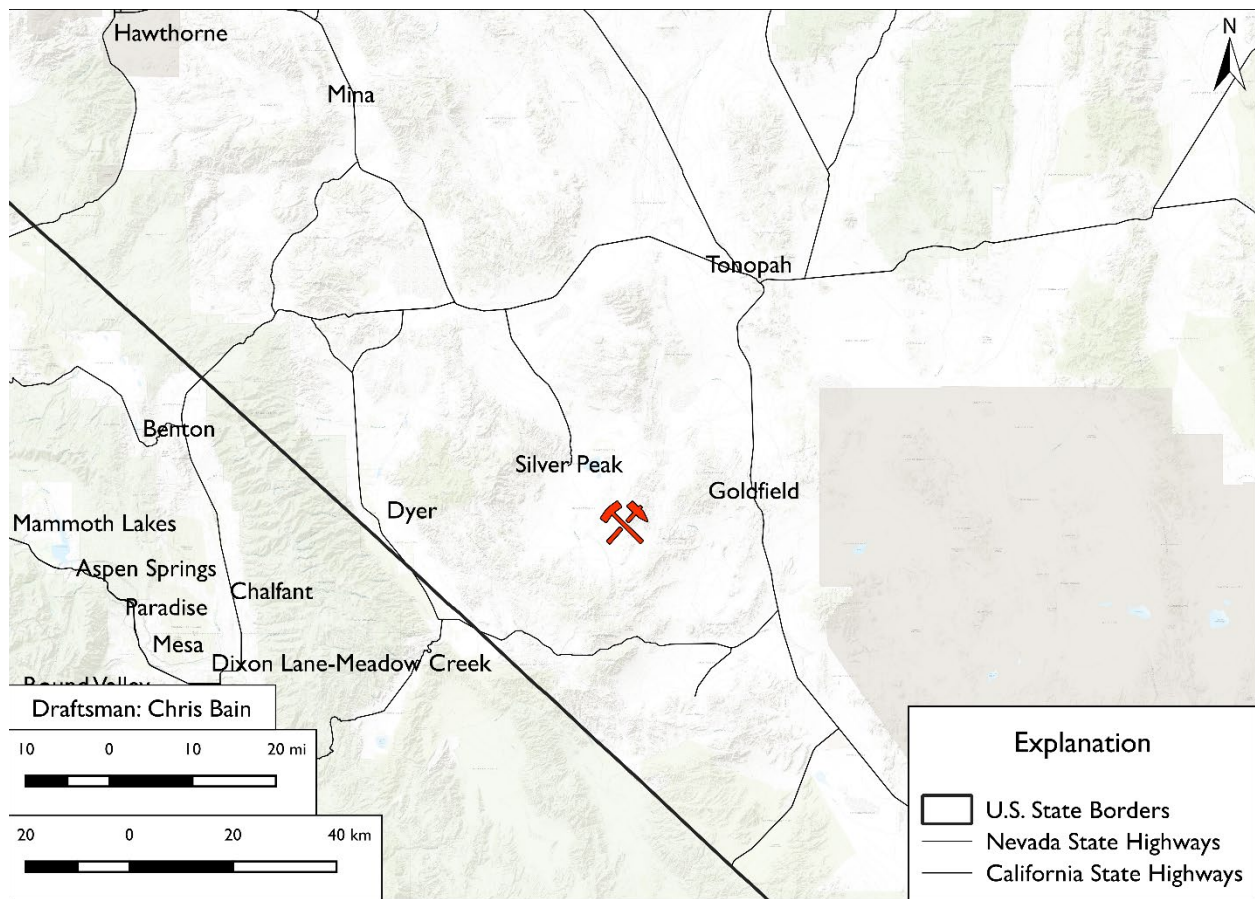 Hawthorne
N
Mina
Tonopah
Benton
Silver Peak
Goldfield
Dyer
Mammoth Lakes
Aspen Springs
Chalfant
Paradise
Mesa
Dixon Lane-Meadow Creek
Round Valley
Draftsman: Chris Bain
10 0 10 20 mi
20 0 20 40 km
Explanation
U.S. State Borders
Nevada State Highways
California State Highways